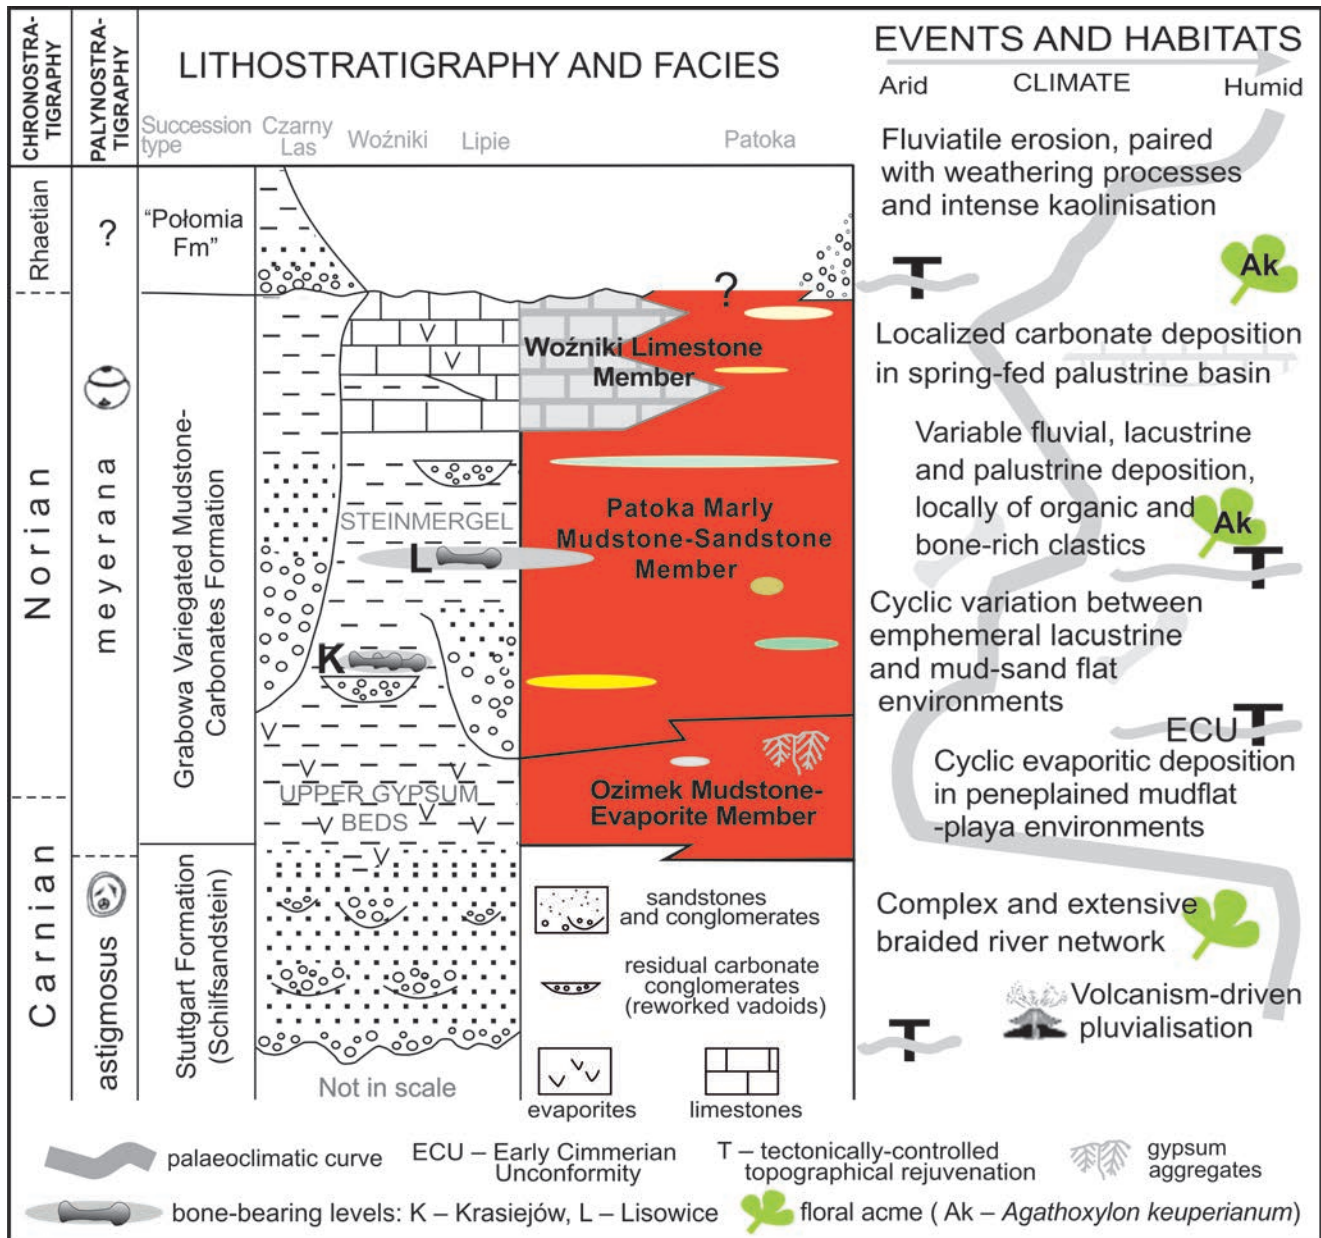 CHRONOSTRA-
TIGRAPHY
PALYNOSTRA-
TIGRAPHY
LITHOSTRATIGRAPHY AND FACIES
Succession
type
Czarny
Las
Woźniki
Lipie
Patoka
EVENTS AND HABITATS
Arid
CLIMATE
Humid
Rhaetian
Norian
Carnian
?
meyerana
astigmosus
"Połomia
Fm"
Grabowa Variegated Mudstone-
Carbonates Formation
Stuttgart Formation
(Schilfsandstein)
STEINMERGEL
L
K
UPPER GYPSUM
BEDS
Not in scale
?
Woźniki Limestone
Member
Patoka Marly
Mudstone-Sandstone
Member
Ozimek Mudstone-
Evaporite Member
sandstones
and conglomerates
residual carbonate
conglomerates
(reworked vadoids)
evaporites
limestones
Fluviatile erosion, paired
with weathering processes
and intense kaolinisation
T
Ak
Localized carbonate deposition
in spring-fed palustrine basin
Variable fluvial, lacustrine
and palustrine deposition,
locally of organic and
bone-rich clastics
Ak
T
Cyclic variation between
emphemeral lacustrine
and mud-sand flat
environments
ECU
T
Cyclic evaporitic deposition
in peneplained mudflat
-playa environments
Complex and extensive
braided river network
Volcanism-driven
pluvialisation
T
palaeoclimatic curve
ECU – Early Cimmerian
Unconformity
T – tectonically-controlled
topographical rejuvenation
gypsum
aggregates
bone-bearing levels: K – Krasiejów, L – Lisowice
floral acme ( Ak – Agathoxylon keuperianum)